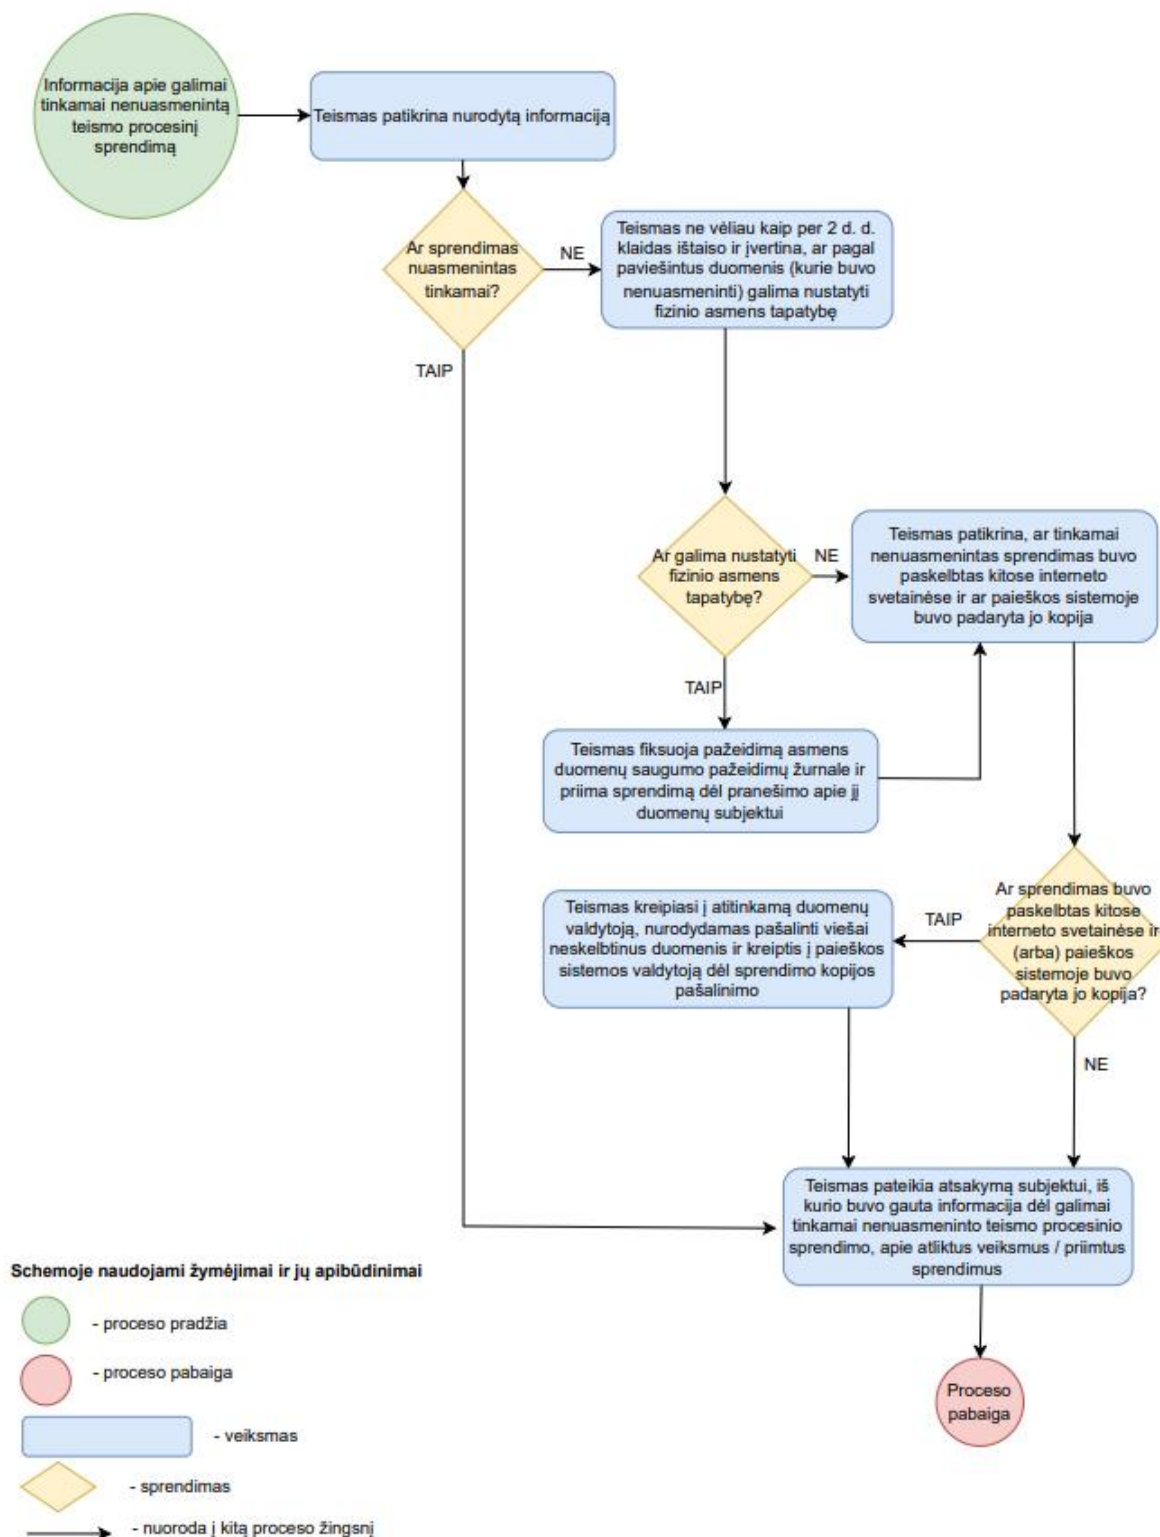 Informacija apie galimai
tinkamai nenuasmenintą
teismo procesinį
sprendimą
Teismas patikrina nurodytą informaciją
Ar sprendimas
nuasmenintas
tinkamai?
NE
Teismas ne vėliau kaip per 2 d. d.
klaidas ištaiso ir įvertina, ar pagal
paviešintus duomenis (kurie buvo
nenuasmeninti) galima nustatyti
fizinio asmens tapatybę
TAIP
Ar galima nustatyti
fizinio asmens
tapatybę?
NE
Teismas patikrina, ar tinkamai
nenuasmenintas sprendimas buvo
paskelbtas kitose interneto
svetainėse ir ar paieškos sistemoje
buvo padaryta jo kopija
TAIP
Teismas fiksuoja pažeidimą asmens
duomenų saugumo pažeidimų žurnale ir
priima sprendimą dėl pranešimo apie jį
duomenų subjektui
Ar sprendimas buvo
paskelbtas kitose
interneto svetainėse ir
(arba) paieškos
sistemoje buvo
padaryta jo kopija?
TAIP
Teismas kreipiasi į atitinkamą duomenų
valdytoją, nurodydamas pašalinti viešai
neskelbtinus duomenis ir kreiptis į paieškos
sistemos valdytoją dėl sprendimo kopijos
pašalinimo
NE
Teismas pateikia atsakymą subjektui, iš
kurio buvo gauta informacija dėl galimai
tinkamai nenuasmeninto teismo procesinio
sprendimo, apie atliktus veiksmus / priimtus
sprendimus
Proceso
pabaiga
Schemoje naudojami žymėjimai ir jų apibūdinimai
- proceso pradžia
- proceso pabaiga
- veiksmas
- sprendimas
- nuoroda į kitą proceso žingsnį